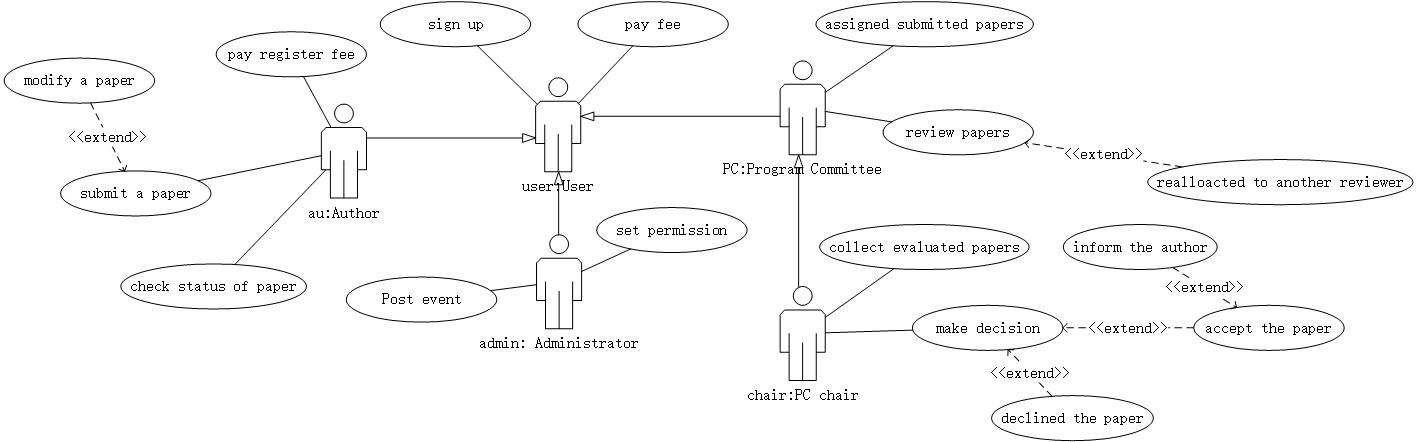 sign up
pay fee
assigned submitted papers
pay register fee
modify a paper
<<extend>>
review papers
<<extend>>
PC:Program Committee
realloacted to another reviewer
user:User
submit a paper
au:Author
set permission
collect evaluated papers
inform the author
check status of paper
<<extend>>
Post event
make decision
<<extend>>
accept the paper
admin: Administrator
<<extend>>
chair:PC chair
declined the paper